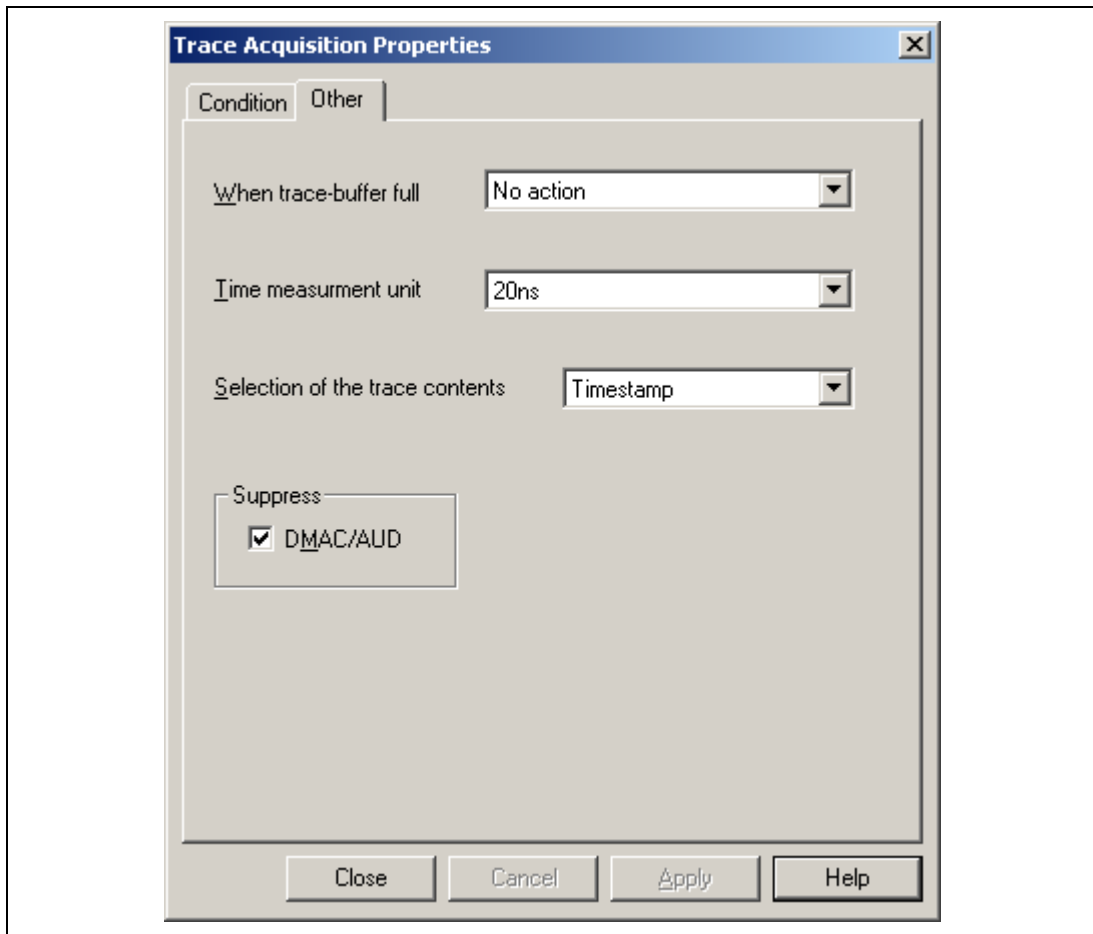 Trace Acquisition Properties
Condition Other
When trace-buffer full No action
Time measurment unit 20ns
Selection of the trace contents Timestamp
Suppress
DMAC/AUD
Close Cancel Apply Help